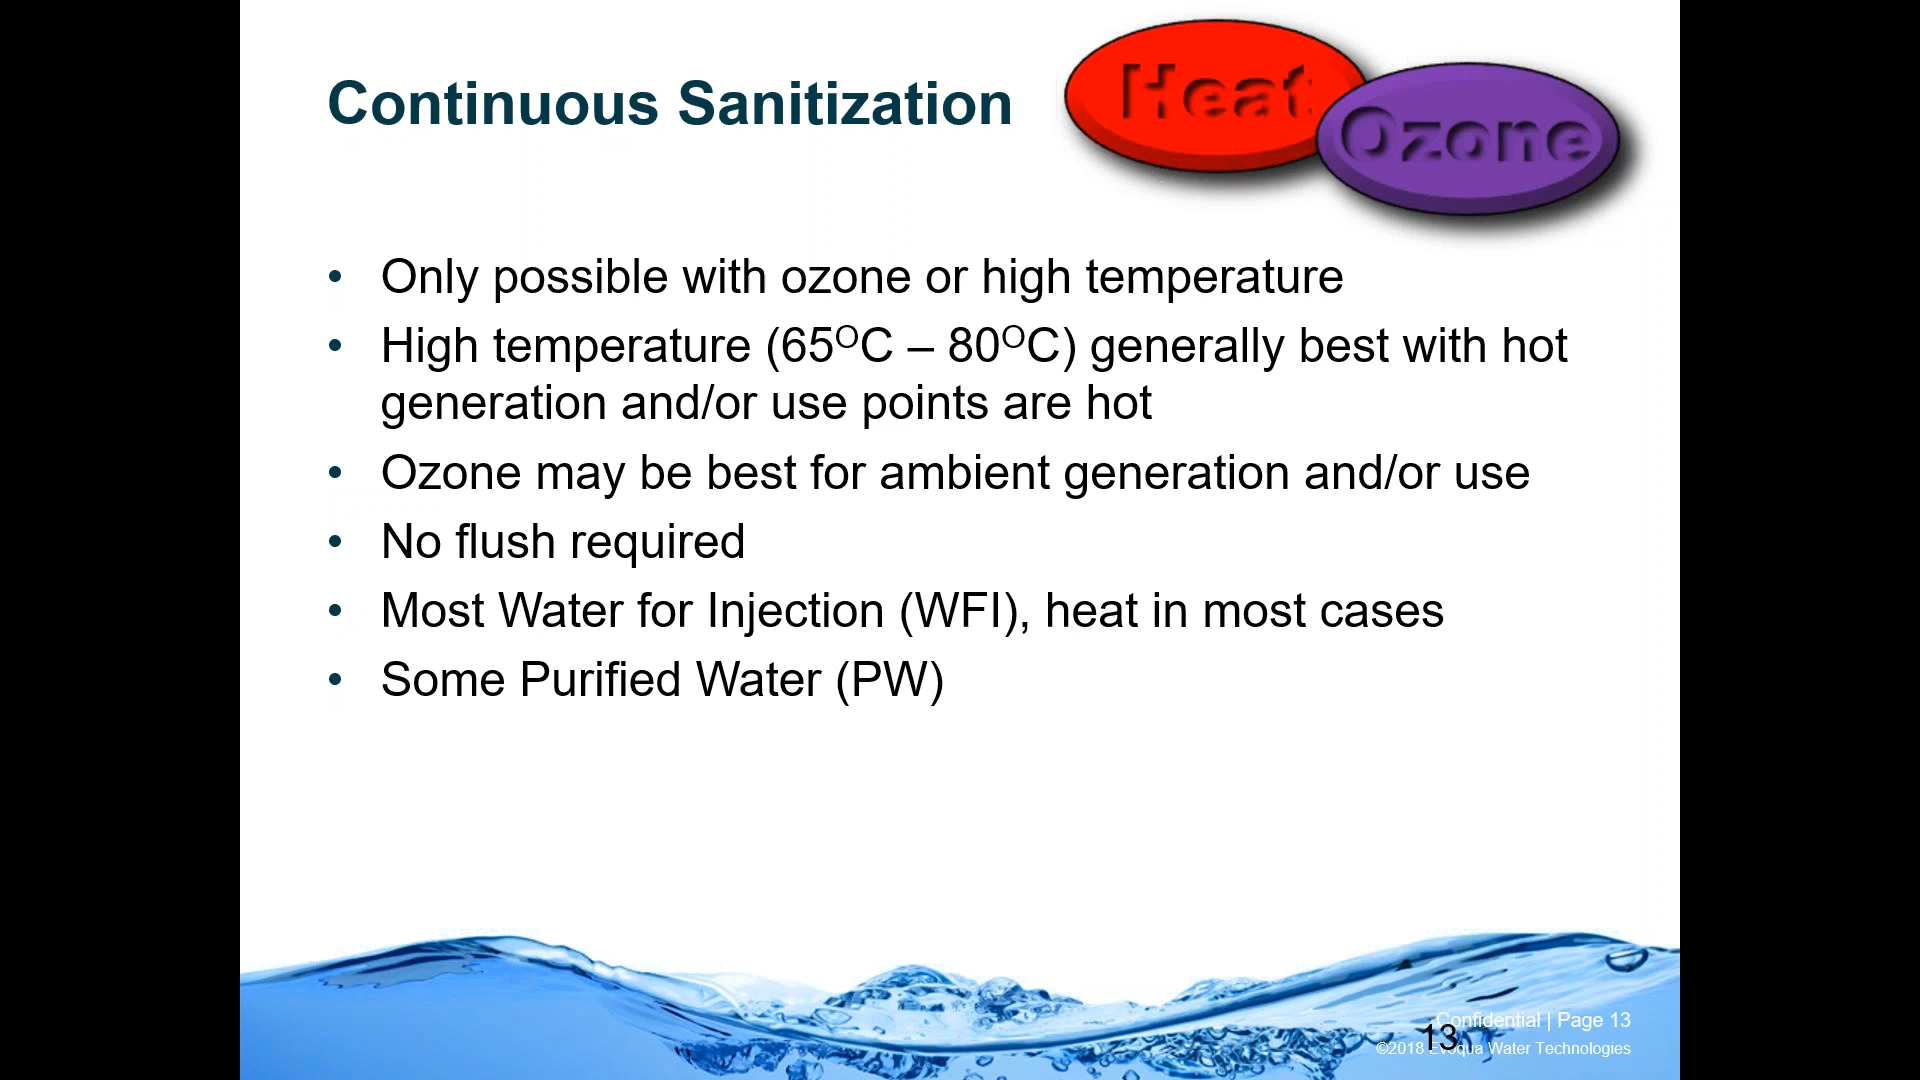 Continuous Sanitization
Heat
Ozone
• Only possible with ozone or high temperature
• High temperature (65ᴼC – 80ᴼC) generally best with hot
generation and/or use points are hot
• Ozone may be best for ambient generation and/or use
• No flush required
• Most Water for Injection (WFI), heat in most cases
• Some Purified Water (PW)
Confidential | Page 13
13
©2018 Evoqua Water Technologies